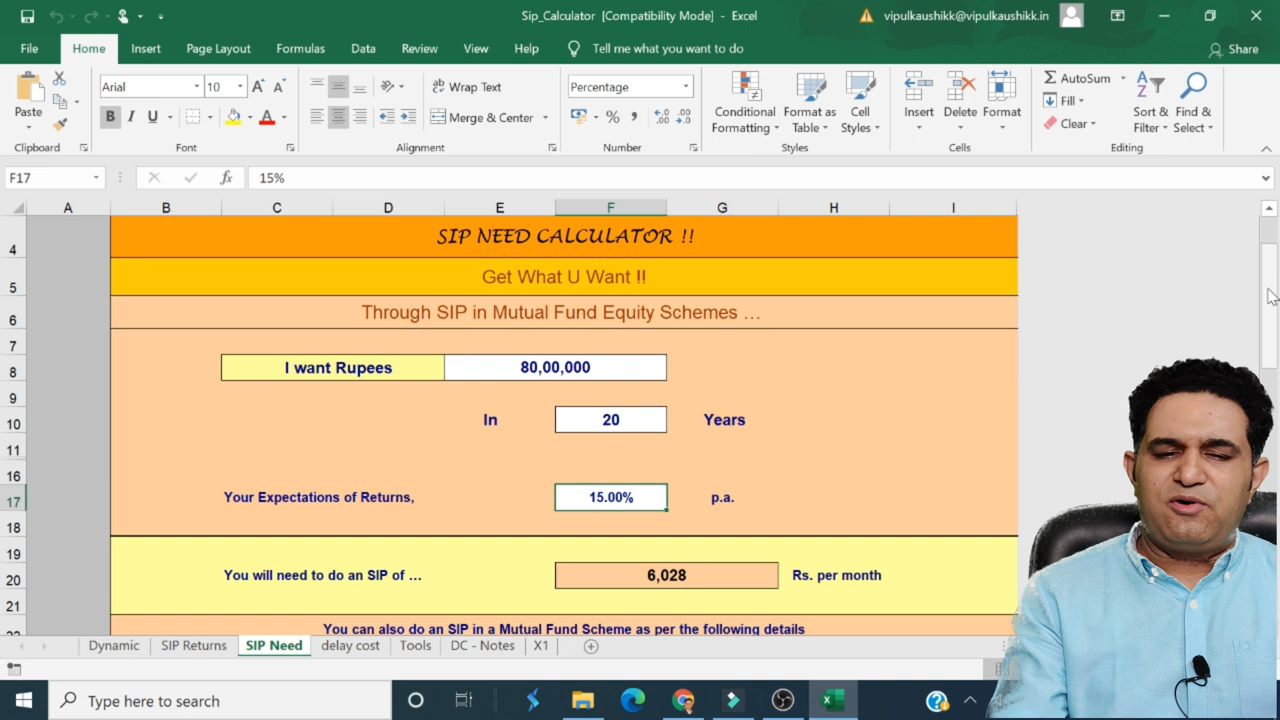 Sip_Calculator [Compatibility Mode] - Excel
vipulkaushikk@vipulkaushikk.in
File Home Insert Page Layout Formulas Data Review View Help Tell me what you want to do Share
Paste
Arial 10 A A
B I U A
Wrap Text
Merge & Center
Percentage
% ,
Conditional Formatting
Format as Table
Cell Styles
Insert Delete Format
AutoSum
Fill
Clear
Sort & Filter
Find & Select
Clipboard Font Alignment Number Styles Cells Editing
F17 fx 15%
A B C D E F G H I
4 SIP NEED CALCULATOR !!
5 Get What U Want !!
6 Through SIP in Mutual Fund Equity Schemes ...
7
8 I want Rupees 80,00,000
9
10 In 20 Years
11
16
17 Your Expectations of Returns, 15.00% p.a.
18
19
20 You will need to do an SIP of ... 6,028 Rs. per month
21
You can also do an SIP in a Mutual Fund Scheme as per the following details
Dynamic SIP Returns SIP Need delay cost Tools DC - Notes X1
Type here to search